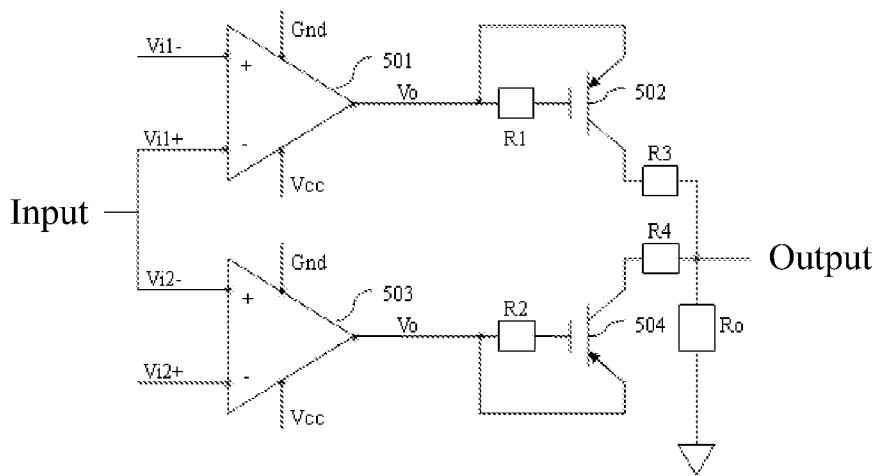 Gnd
Vi1-
+
501
Vo
502
R1
Vi1+
-
R3
Vcc
Input
R4
Output
Gnd
Vi2-
+
503
R2
Vo
504
Ro
Vi2+
-
Vcc